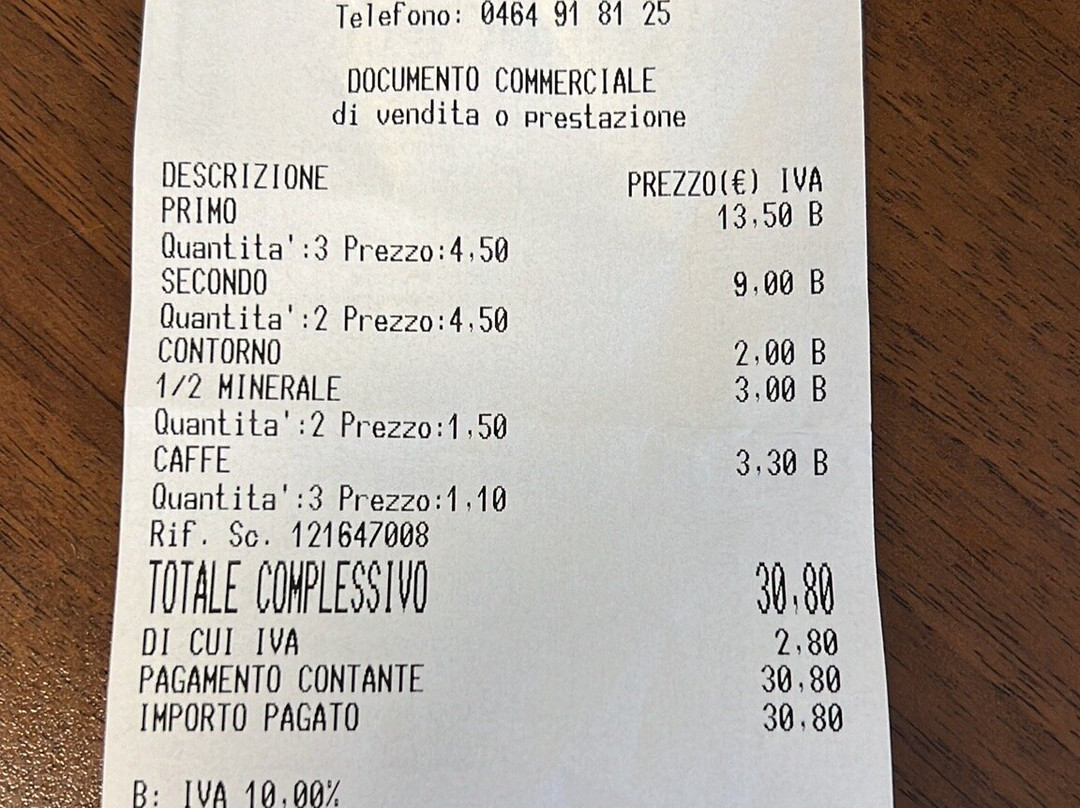 Telefono: 0464 91 81 25
DOCUMENTO COMMERCIALE
di vendita o prestazione
DESCRIZIONE PREZZO(€) IVA
PRIMO 13,50 B
Quantita':3 Prezzo:4,50
SECONDO 9,00 B
Quantita':2 Prezzo:4,50
CONTORNO 2,00 B
1/2 MINERALE 3,00 B
Quantita':2 Prezzo:1,50
CAFFE 3,30 B
Quantita':3 Prezzo:1,10
Rif. Sc. 121647008
TOTALE COMPLESSIVO 30,80
DI CUI IVA 2,80
PAGAMENTO CONTANTE 30,80
IMPORTO PAGATO 30,80
B: IVA 10,00%